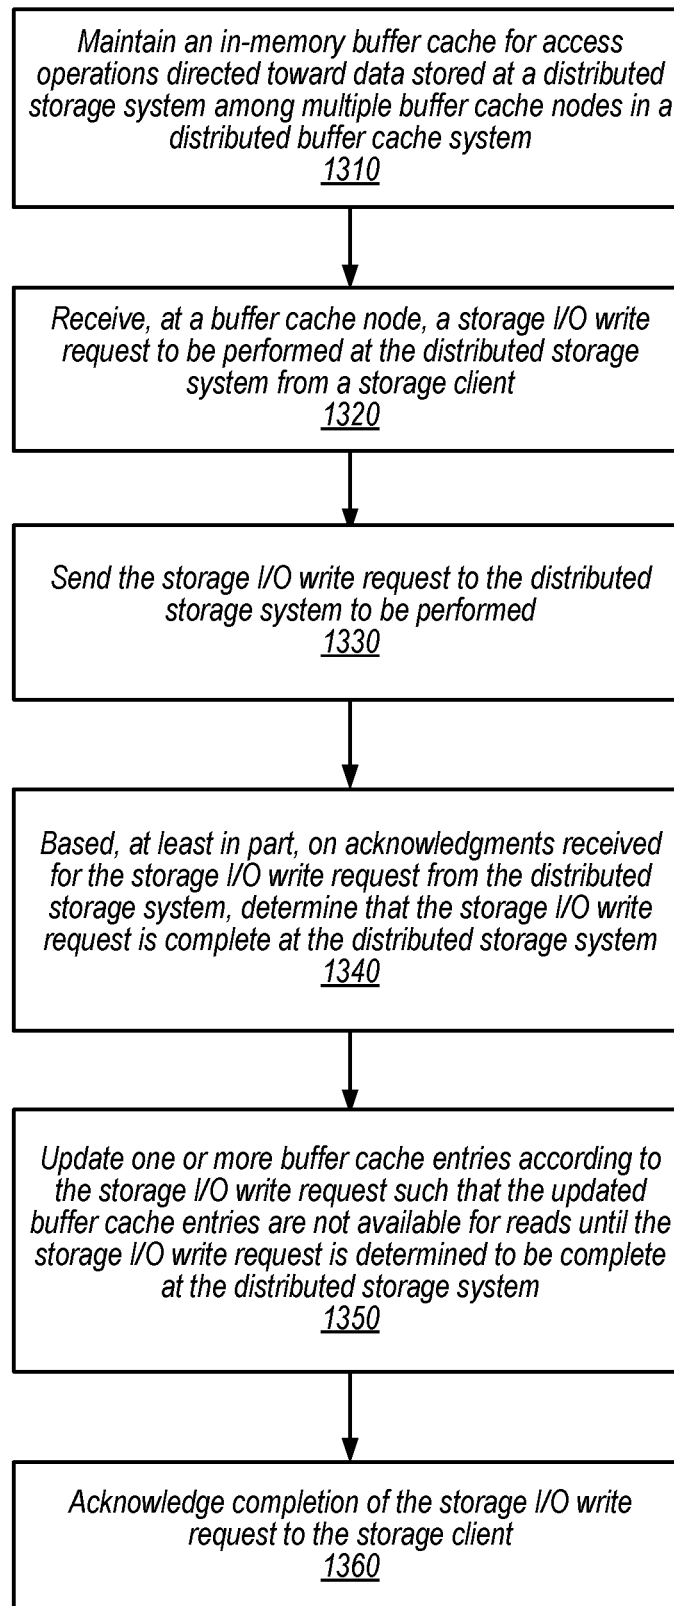 Maintain an in-memory buffer cache for access
operations directed toward data stored at a distributed
storage system among multiple buffer cache nodes in a
distributed buffer cache system
1310
Receive, at a buffer cache node, a storage I/O write
request to be performed at the distributed storage
system from a storage client
1320
Send the storage I/O write request to the distributed
storage system to be performed
1330
Based, at least in part, on acknowledgments received
for the storage I/O write request from the distributed
storage system, determine that the storage I/O write
request is complete at the distributed storage system
1340
Update one or more buffer cache entries according to
the storage I/O write request such that the updated
buffer cache entries are not available for reads until the
storage I/O write request is determined to be complete
at the distributed storage system
1350
Acknowledge completion of the storage I/O write
request to the storage client
1360